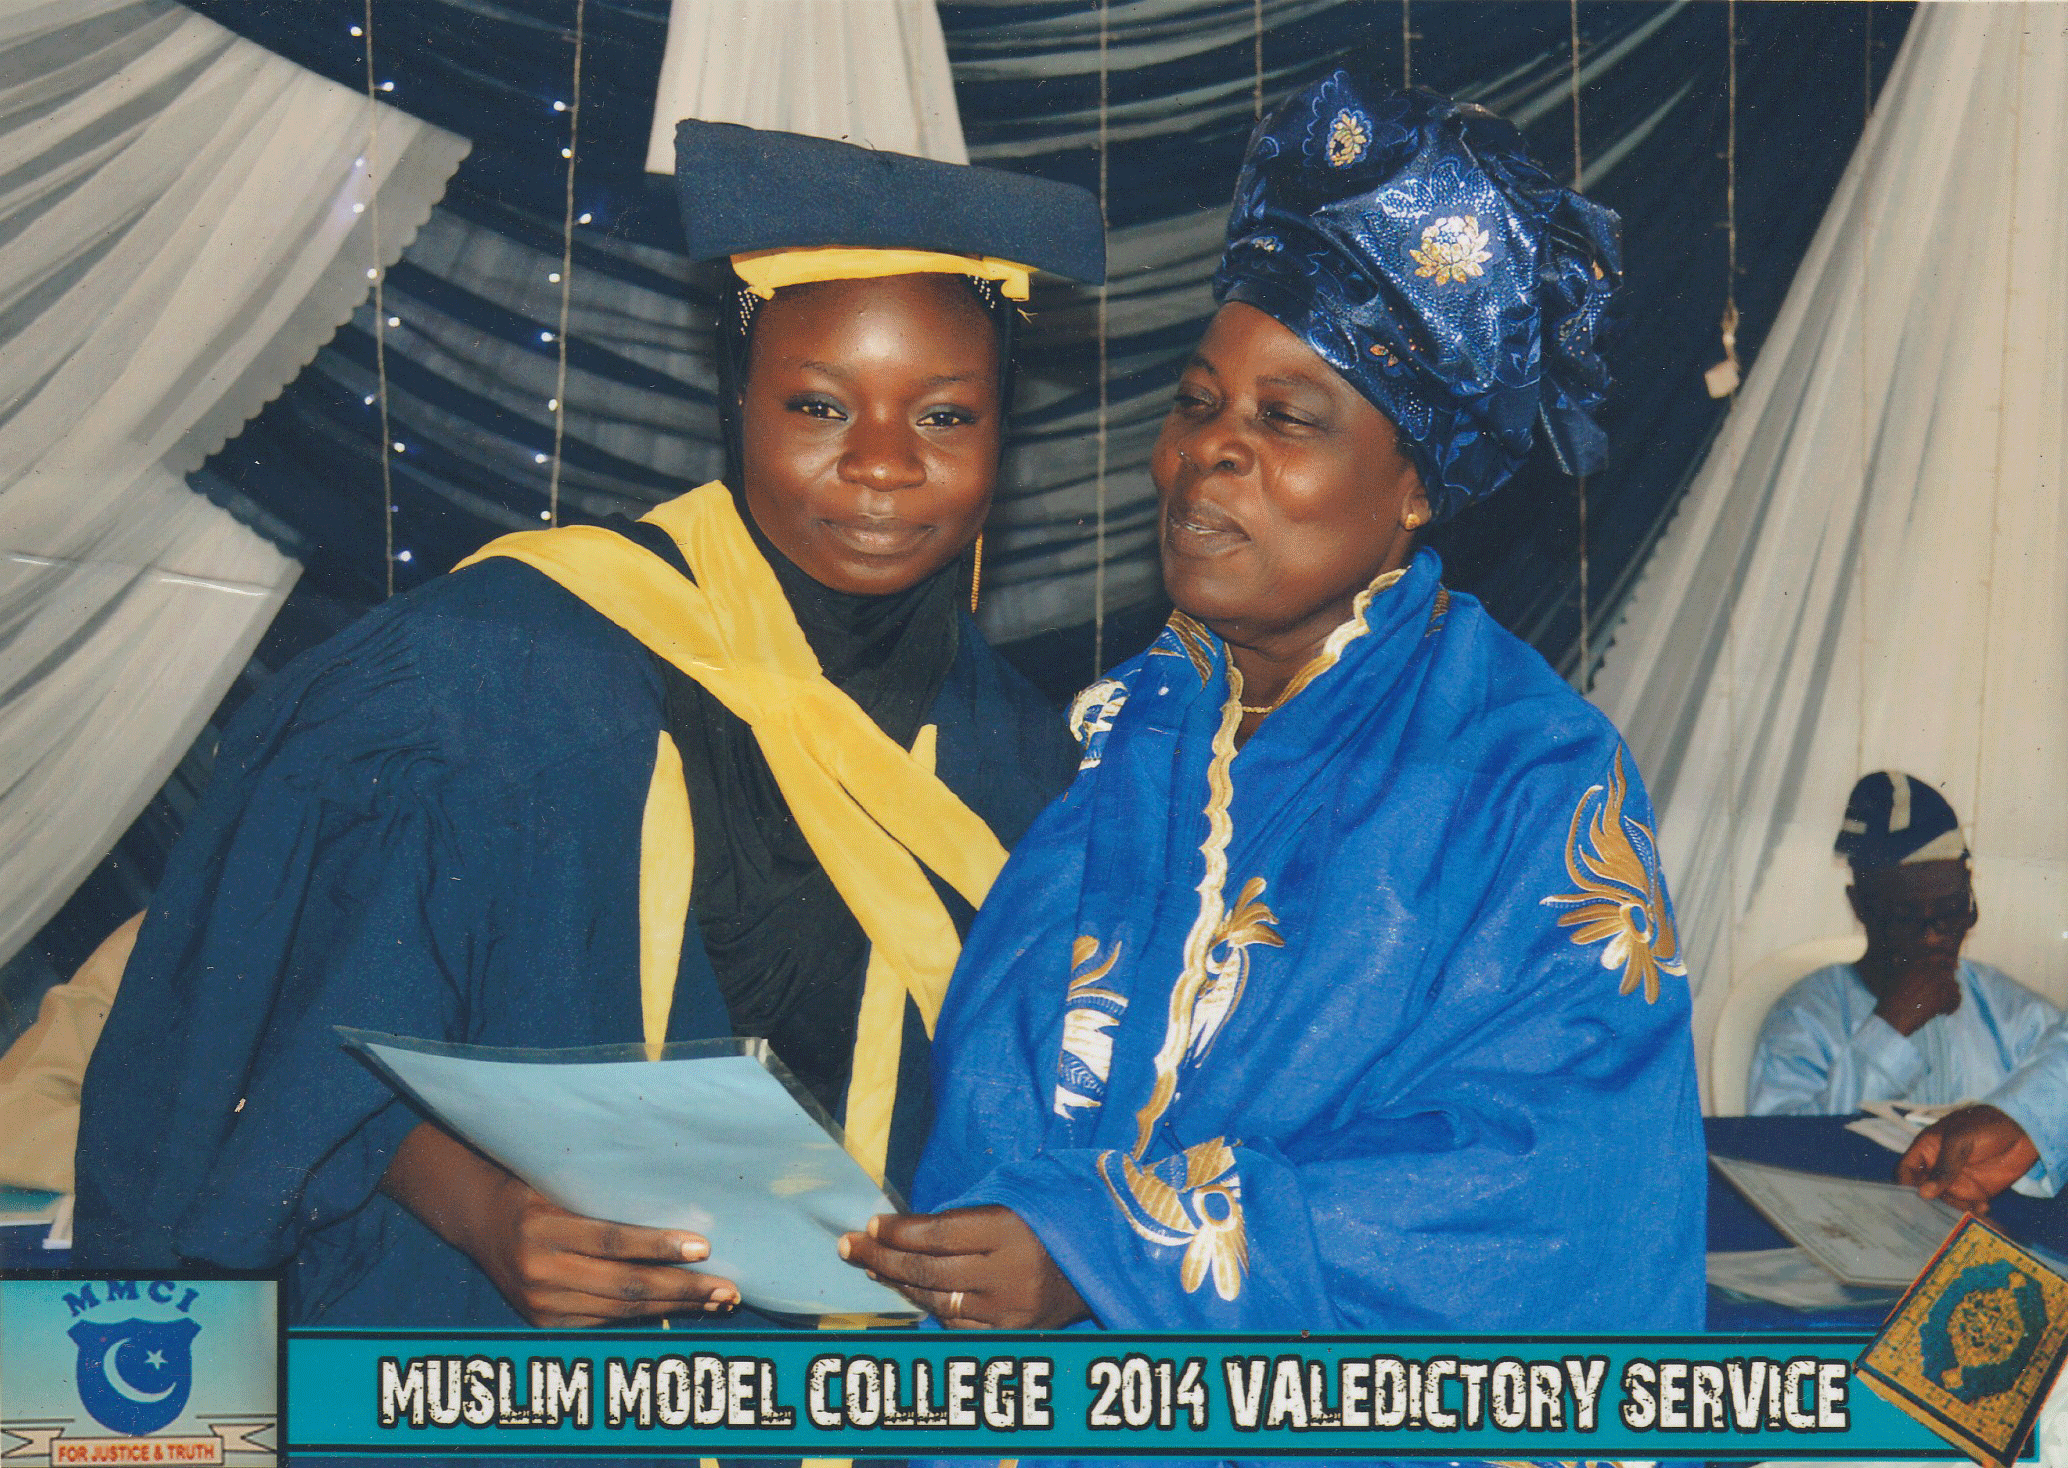 MMCI
FOR JUSTICE & TRUTH
MUSLIM MODEL COLLEGE 2014 VALEDICTORY SERVICE